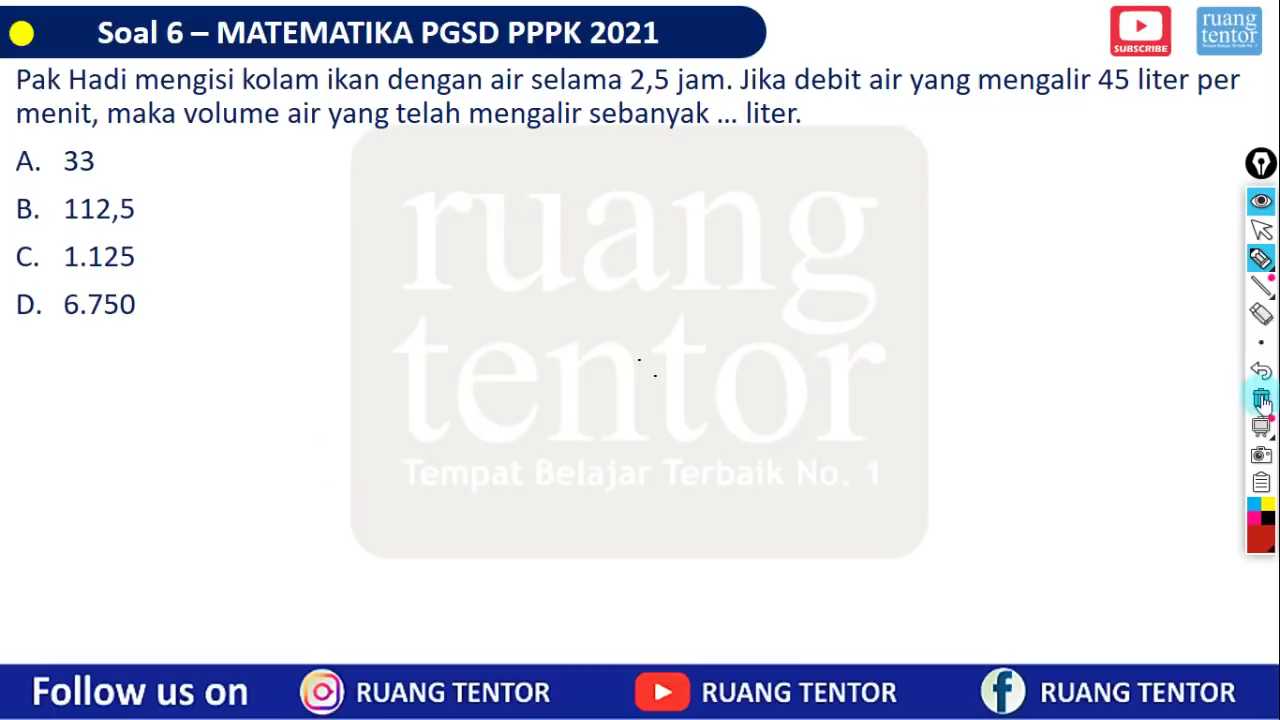 Soal 6 – MATEMATIKA PGSD PPPK 2021
SUBSCRIBE
ruang
tentor
Pak Hadi mengisi kolam ikan dengan air selama 2,5 jam. Jika debit air yang mengalir 45 liter per
menit, maka volume air yang telah mengalir sebanyak ... liter.
A. 33
B. 112,5
C. 1.125
D. 6.750
ruang
tentor
Tempat Belajar Terbaik No. 1
Follow us on RUANG TENTOR RUANG TENTOR RUANG TENTOR